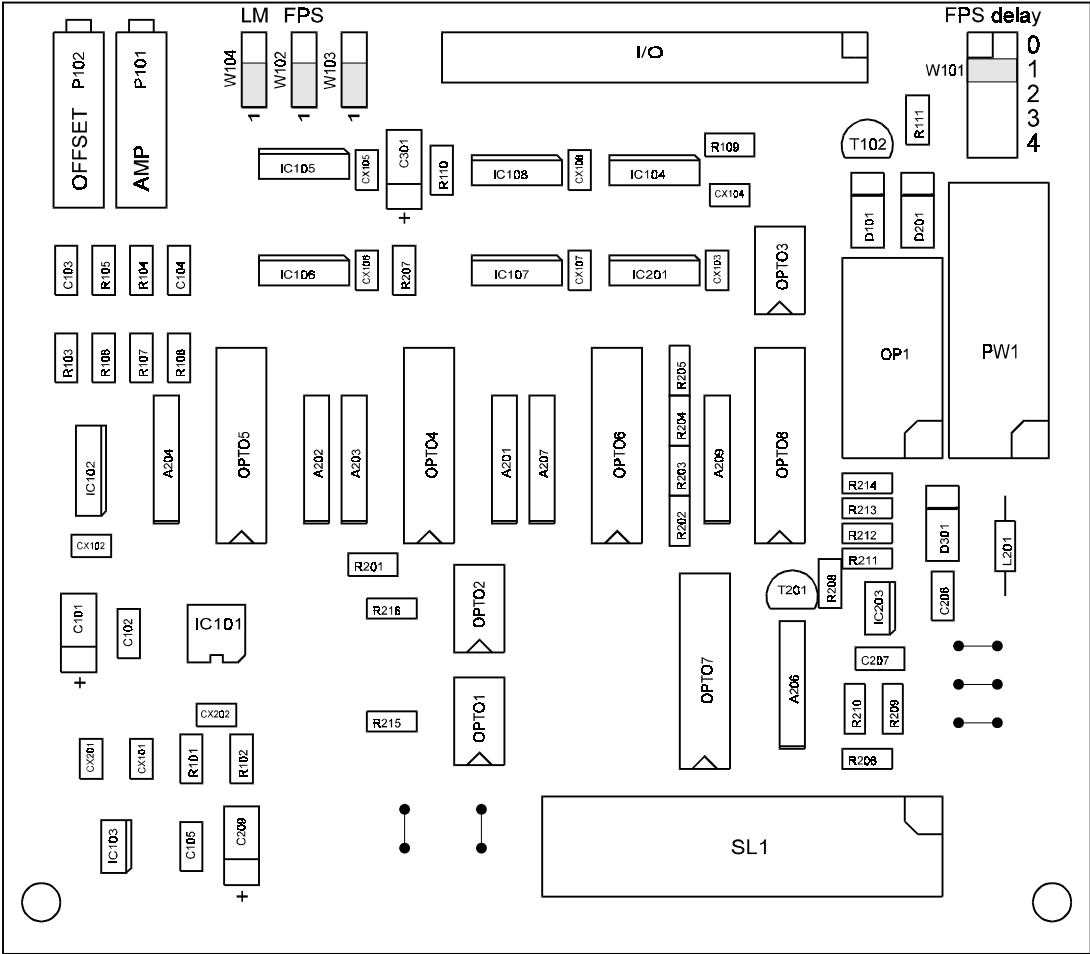 LM FPS
FPS delay
W104
W102
W103
1
1
1
P102
OFFSET
P101
AMP
I/O
W101
0
1
2
3
4
R111
T102
IC105
CX105
C301
+
R110
IC108
CX108
IC104
R109
CX104
D101
D201
C103
R105
R104
C104
IC106
CX106
R207
IC107
CX107
IC201
CX103
OPTO3
OP1
PW1
R103
R106
R107
R108
OPTO5
OPTO4
OPTO6
OPTO8
R205
R204
R203
R202
IC102
A204
A202
A203
A201
A207
A209
CX102
R214
R213
R212
R211
D301
L201
R201
R216
OPTO2
T201
R208
IC203
C206
C101
+
C102
IC101
OPTO7
A206
C207
R215
OPTO1
R210
R209
R206
CX202
CX201
CX101
R101
R102
IC103
C105
C209
+
SL1